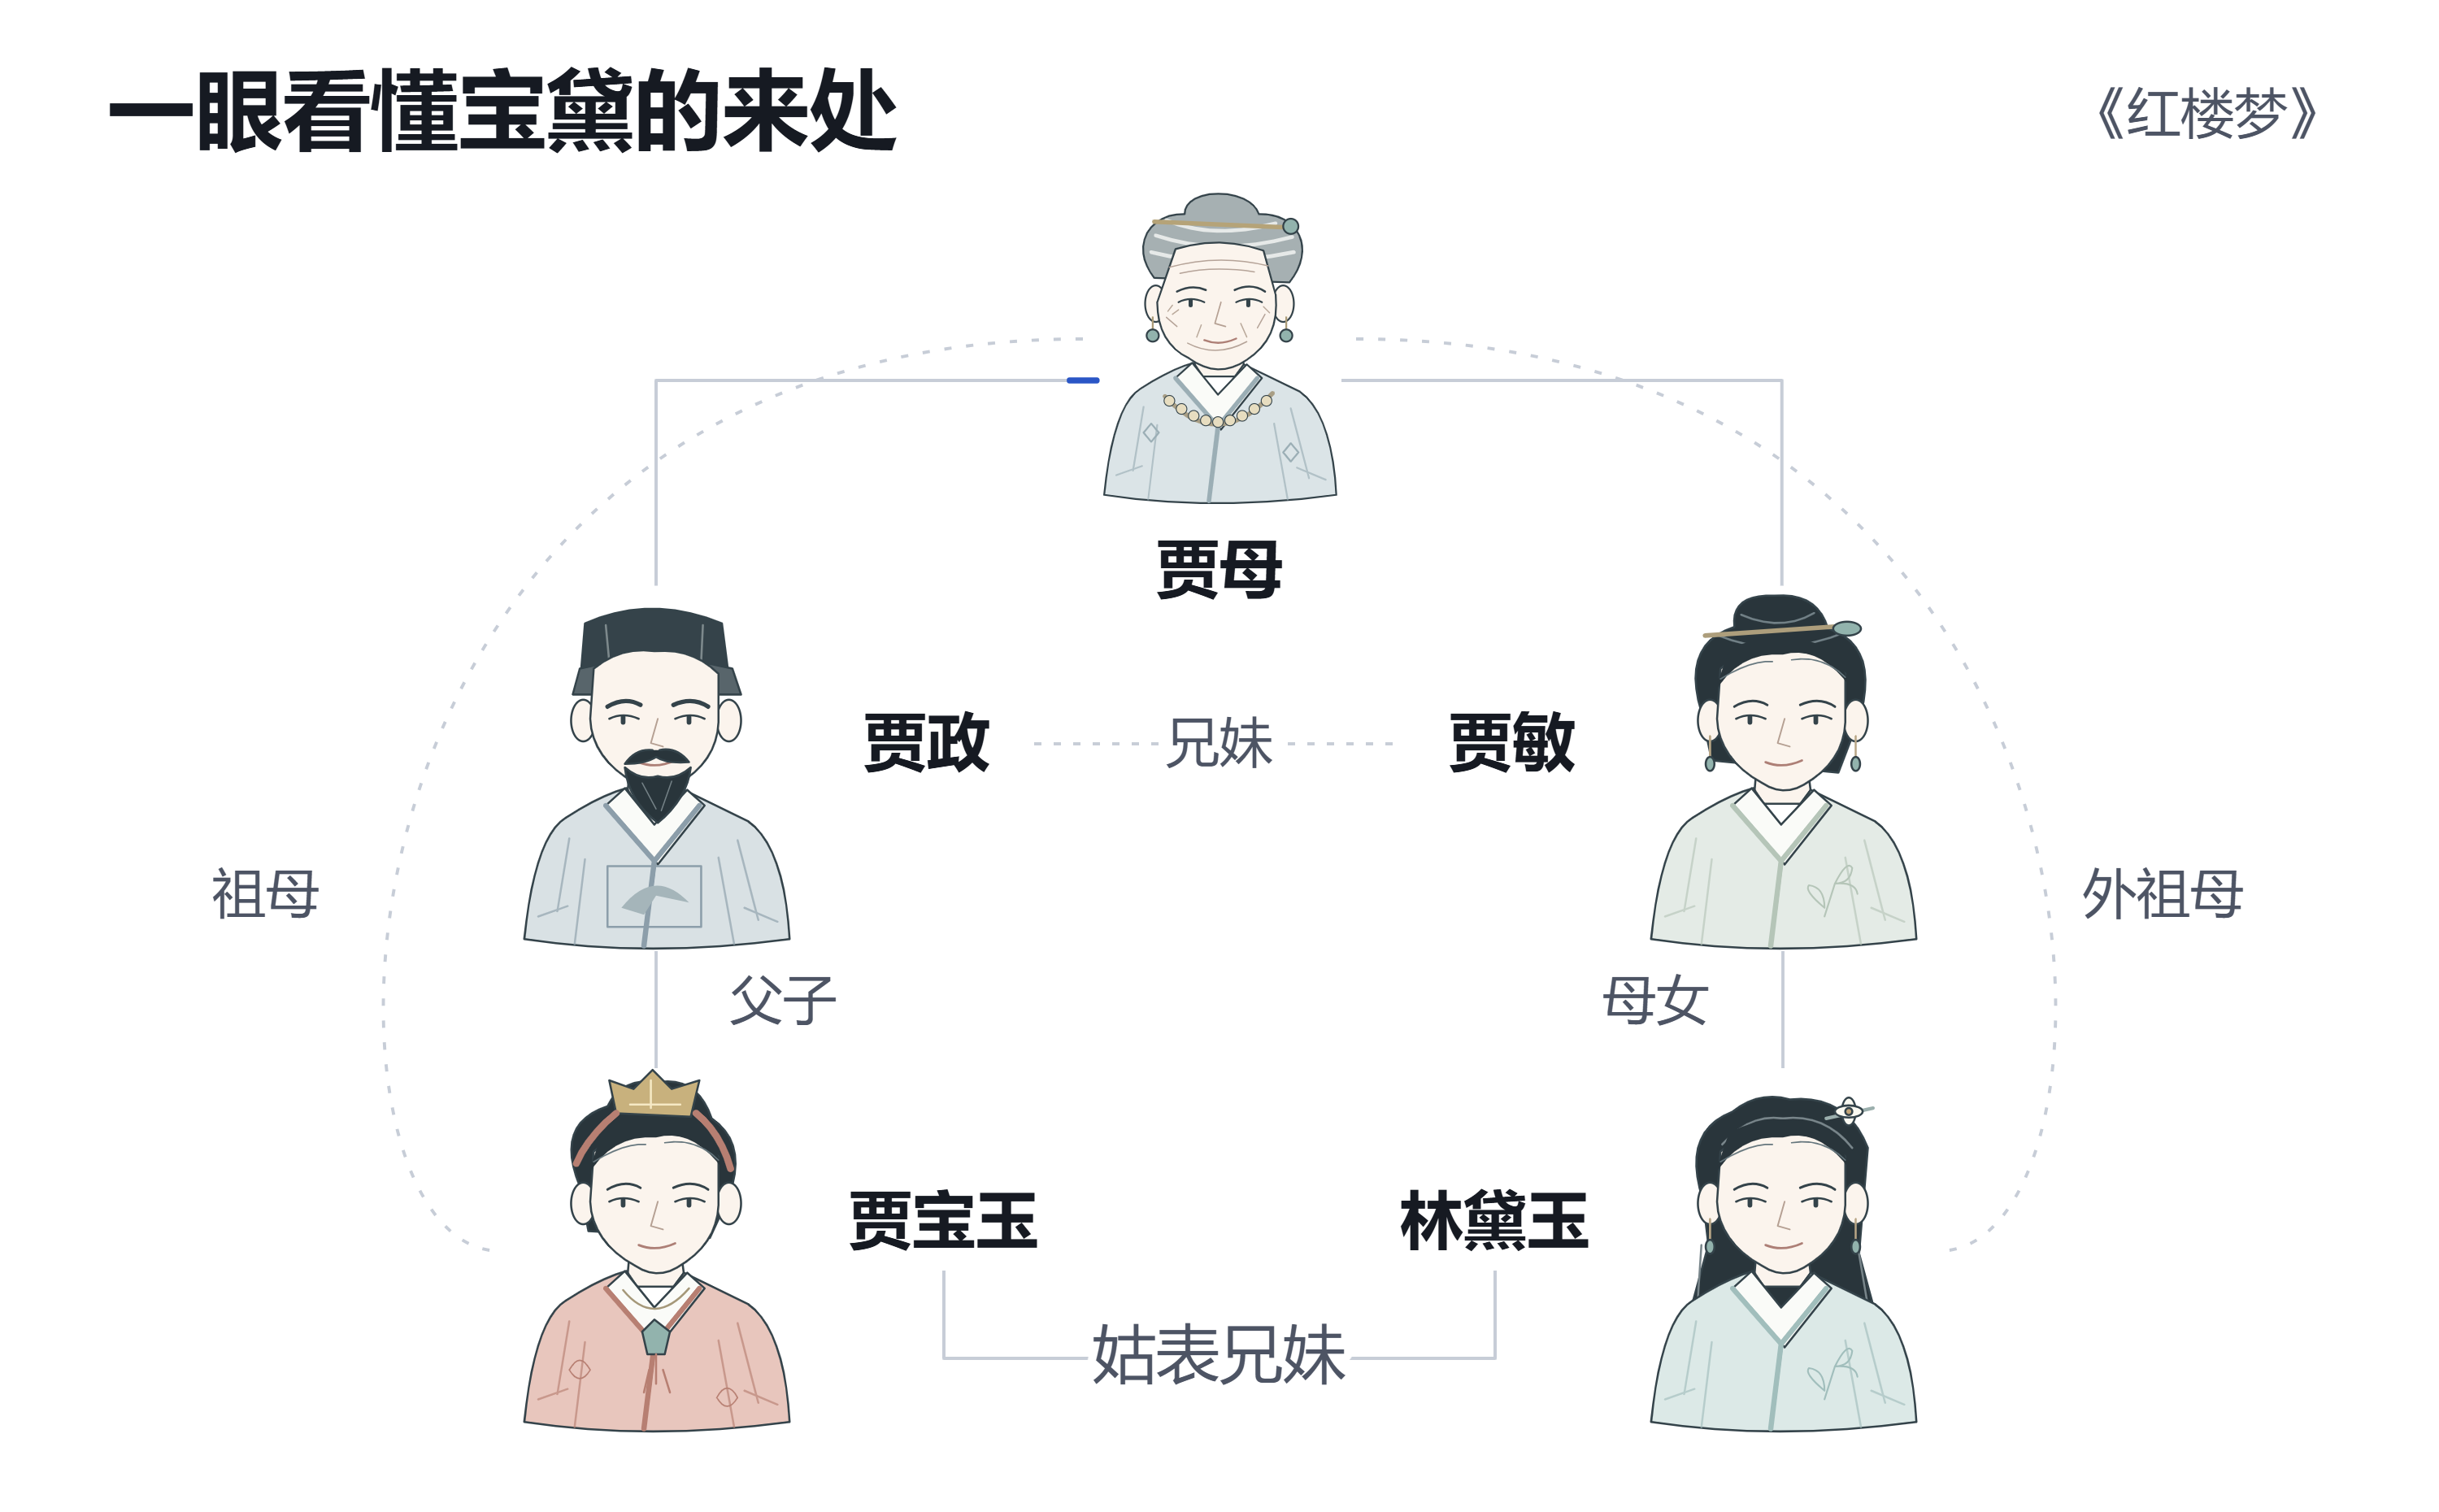 一眼看懂宝黛的来处
《红楼梦》
贾母
贾政
兄妹
贾敏
祖母
外祖母
父子
母女
贾宝玉
林黛玉
姑表兄妹